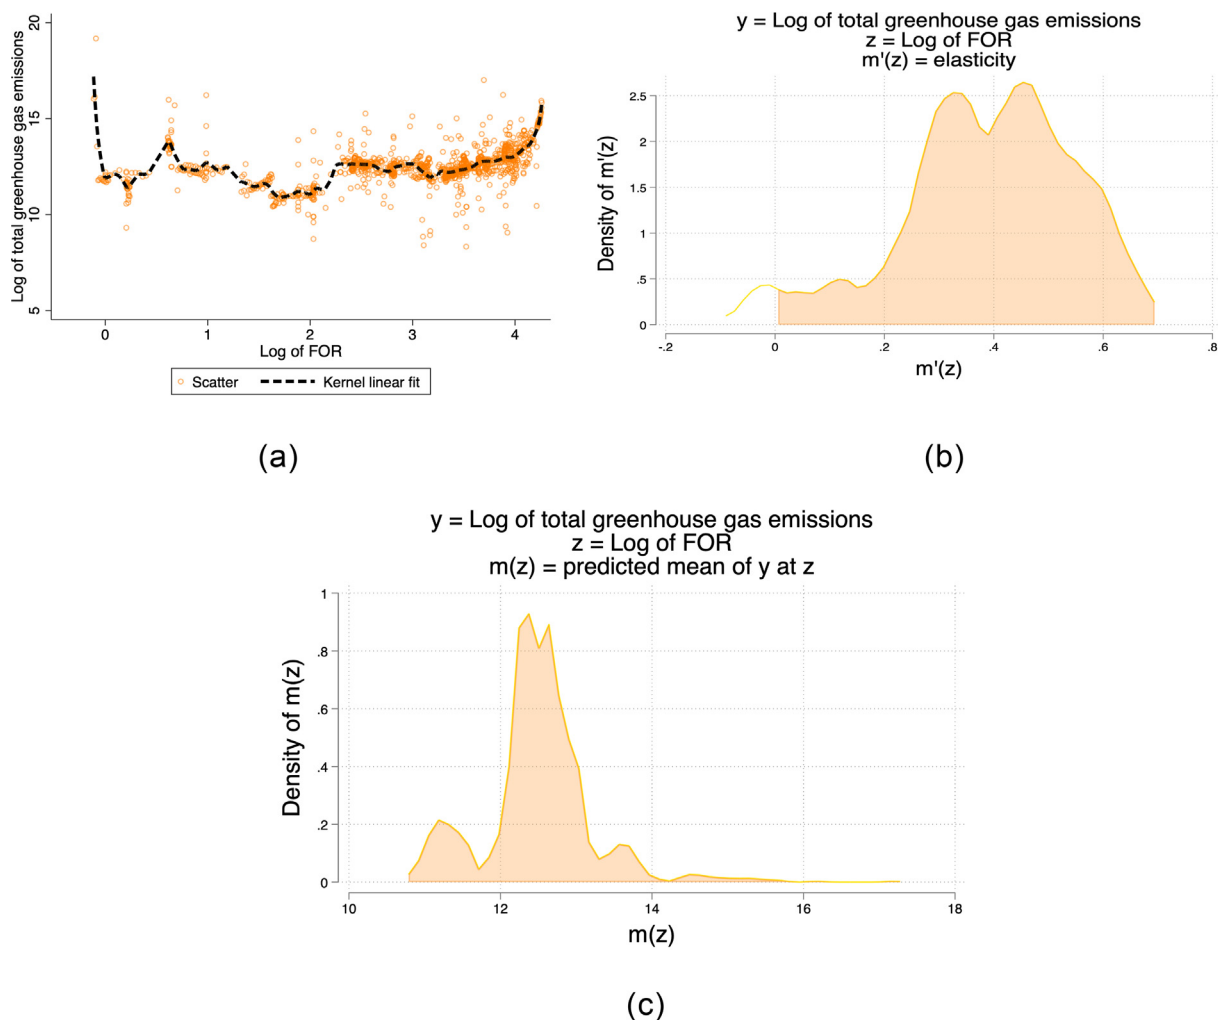 20
15
10
5
Log of total greenhouse gas emissions
0 1 2 3 4
Log of FOR
Scatter Kernel linear fit
(a)
y = Log of total greenhouse gas emissions
z = Log of FOR
m'(z) = elasticity
2.5
2
1.5
1
.5
0
Density of m'(z)
-.2 0 .2 .4 .6 .8
m'(z)
(b)
y = Log of total greenhouse gas emissions
z = Log of FOR
m(z) = predicted mean of y at z
1
.8
.6
.4
.2
0
Density of m(z)
10 12 14 16 18
m(z)
(c)